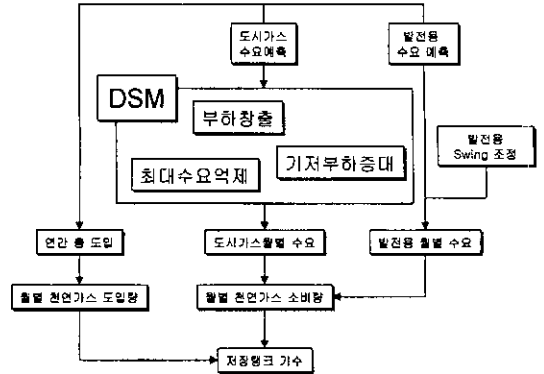 도시가스
수요예측
발전용
수요 예측
DSM
부하창출
기저부하증대
최대수요억제
발전용
Swing 조정
연간 총 도입
도시가스월별 수요
발전용 월별 수요
월별 천연가스 도입량
월별 천연가스 소비량
저장탱크 기수